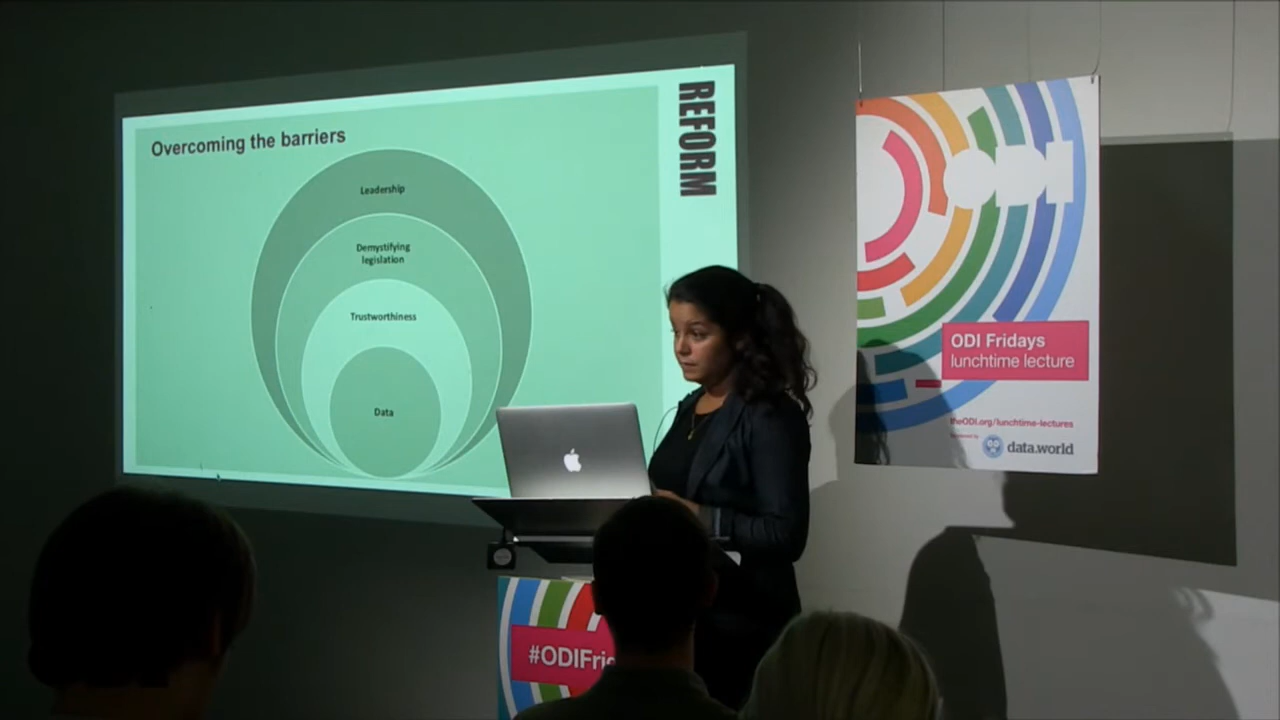 Overcoming the barriers
REFORM
Leadership
Demystifying
legislation
Trustworthiness
Data
ODI Fridays
lunchtime lecture
theODI.org/lunchtime-lectures
data.world
#ODIFri